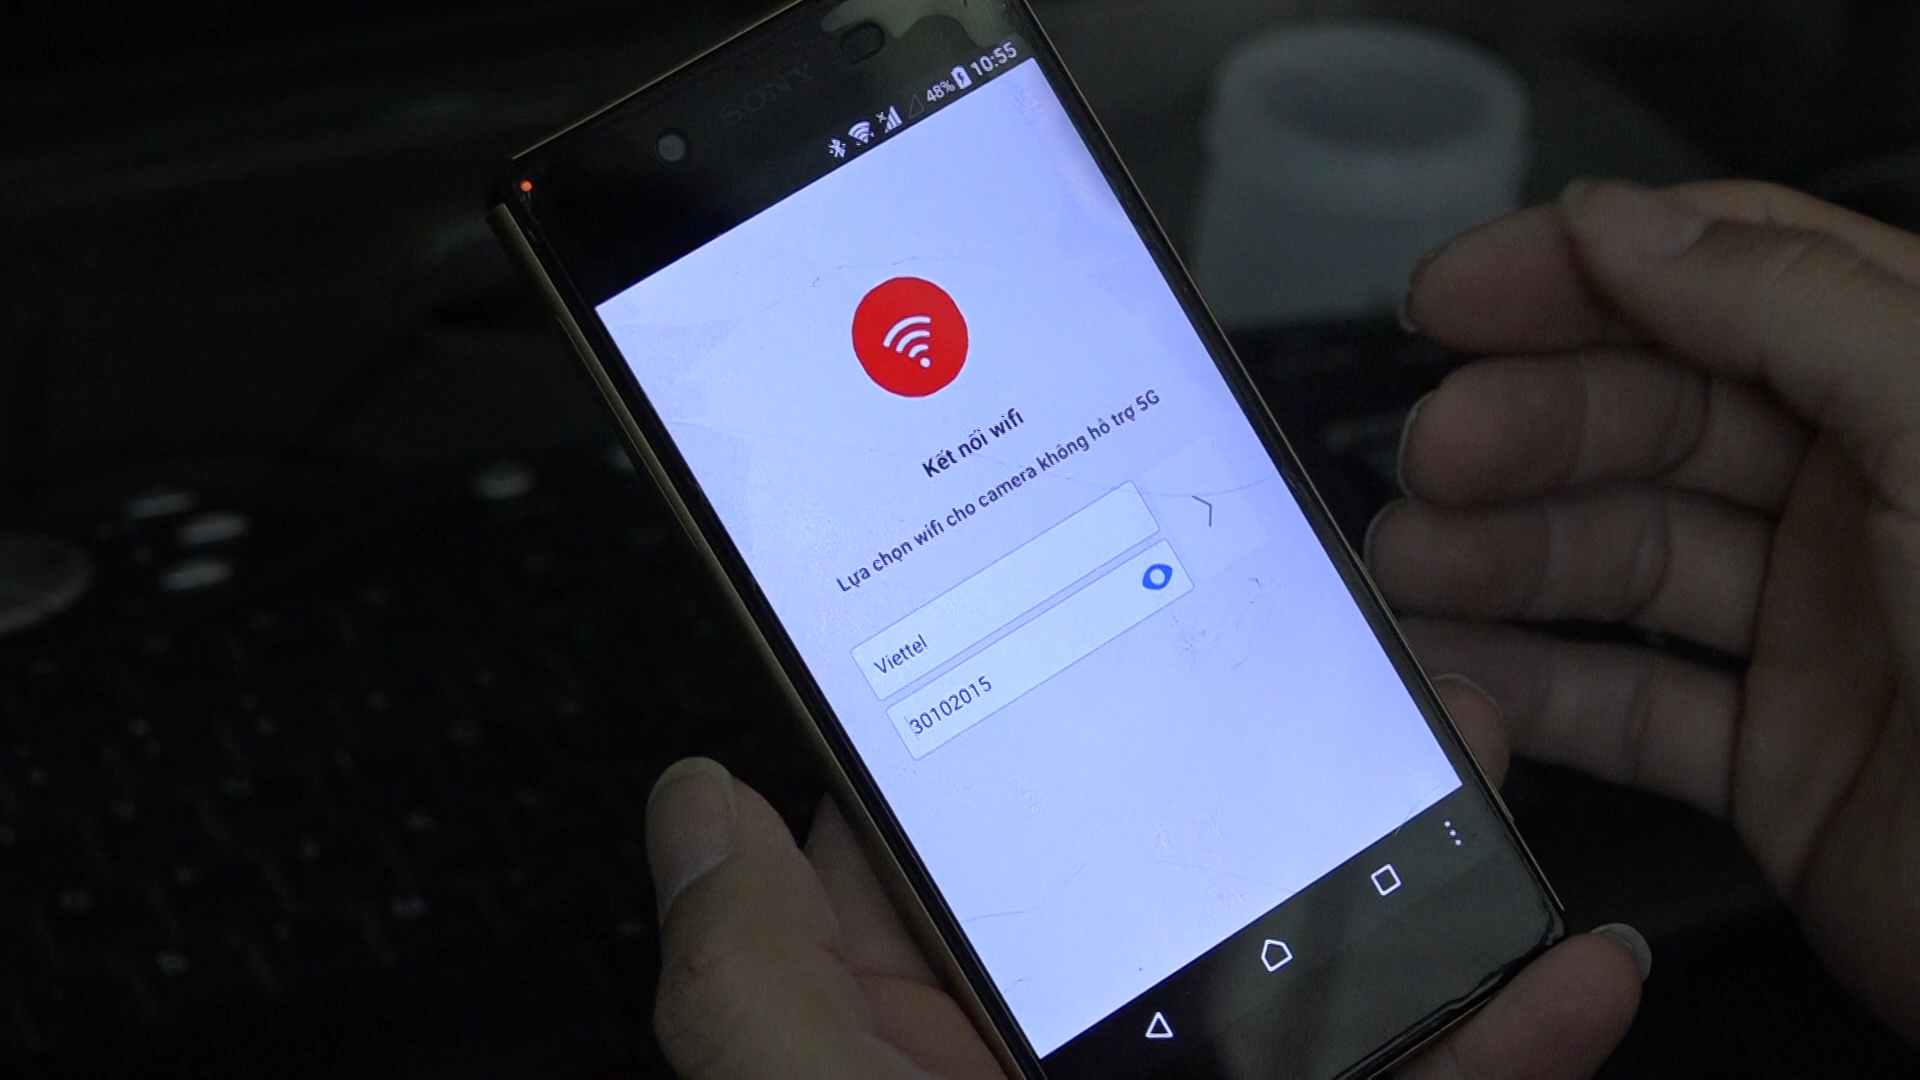 SONY
48% 10:55
Kết nối wifi
Lựa chọn wifi cho camera không hỗ trợ 5G
Viettel
30102015